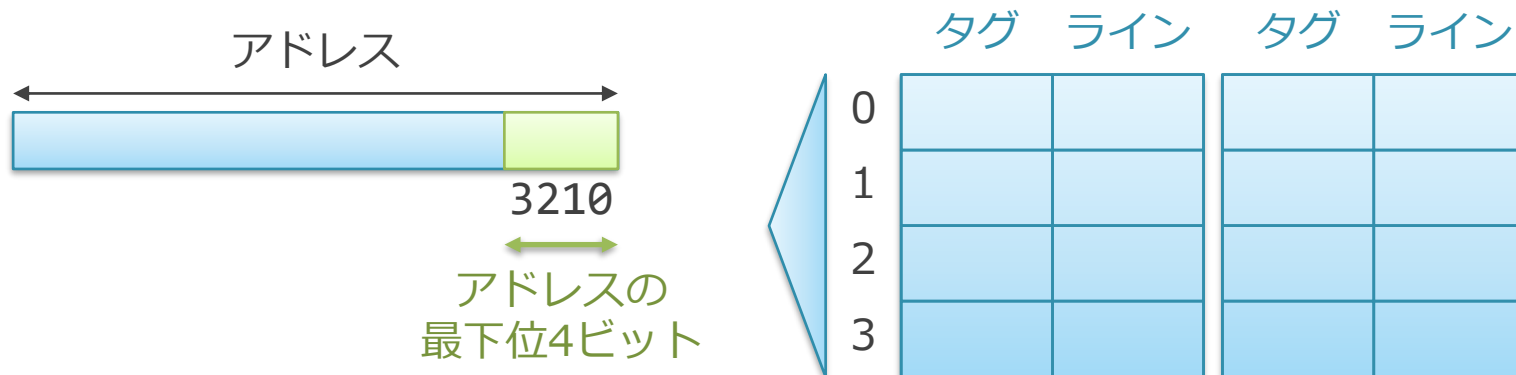 アドレス
3210
アドレスの
最下位4ビット
タグ ライン タグ ライン
0
1
2
3